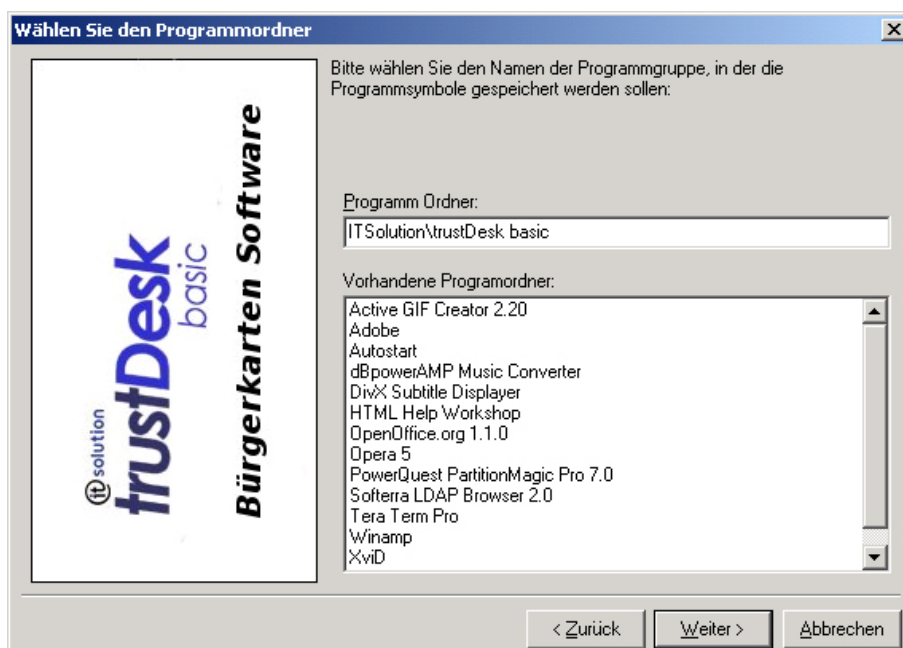 Wählen Sie den Programmordner
it solution
trustDesk
basic
Bürgerkarten Software
Bitte wählen Sie den Namen der Programmgruppe, in der die
Programmsymbole gespeichert werden sollen:
Programm Ordner:
ITSolution\trustDesk basic
Vorhandene Programordner:
Active GIF Creator 2.20
Adobe
Autostart
dBpowerAMP Music Converter
DivX Subtitle Displayer
HTML Help Workshop
OpenOffice.org 1.1.0
Opera 5
PowerQuest PartitionMagic Pro 7.0
Softerra LDAP Browser 2.0
Tera Term Pro
Winamp
XviD
< Zurück
Weiter >
Abbrechen